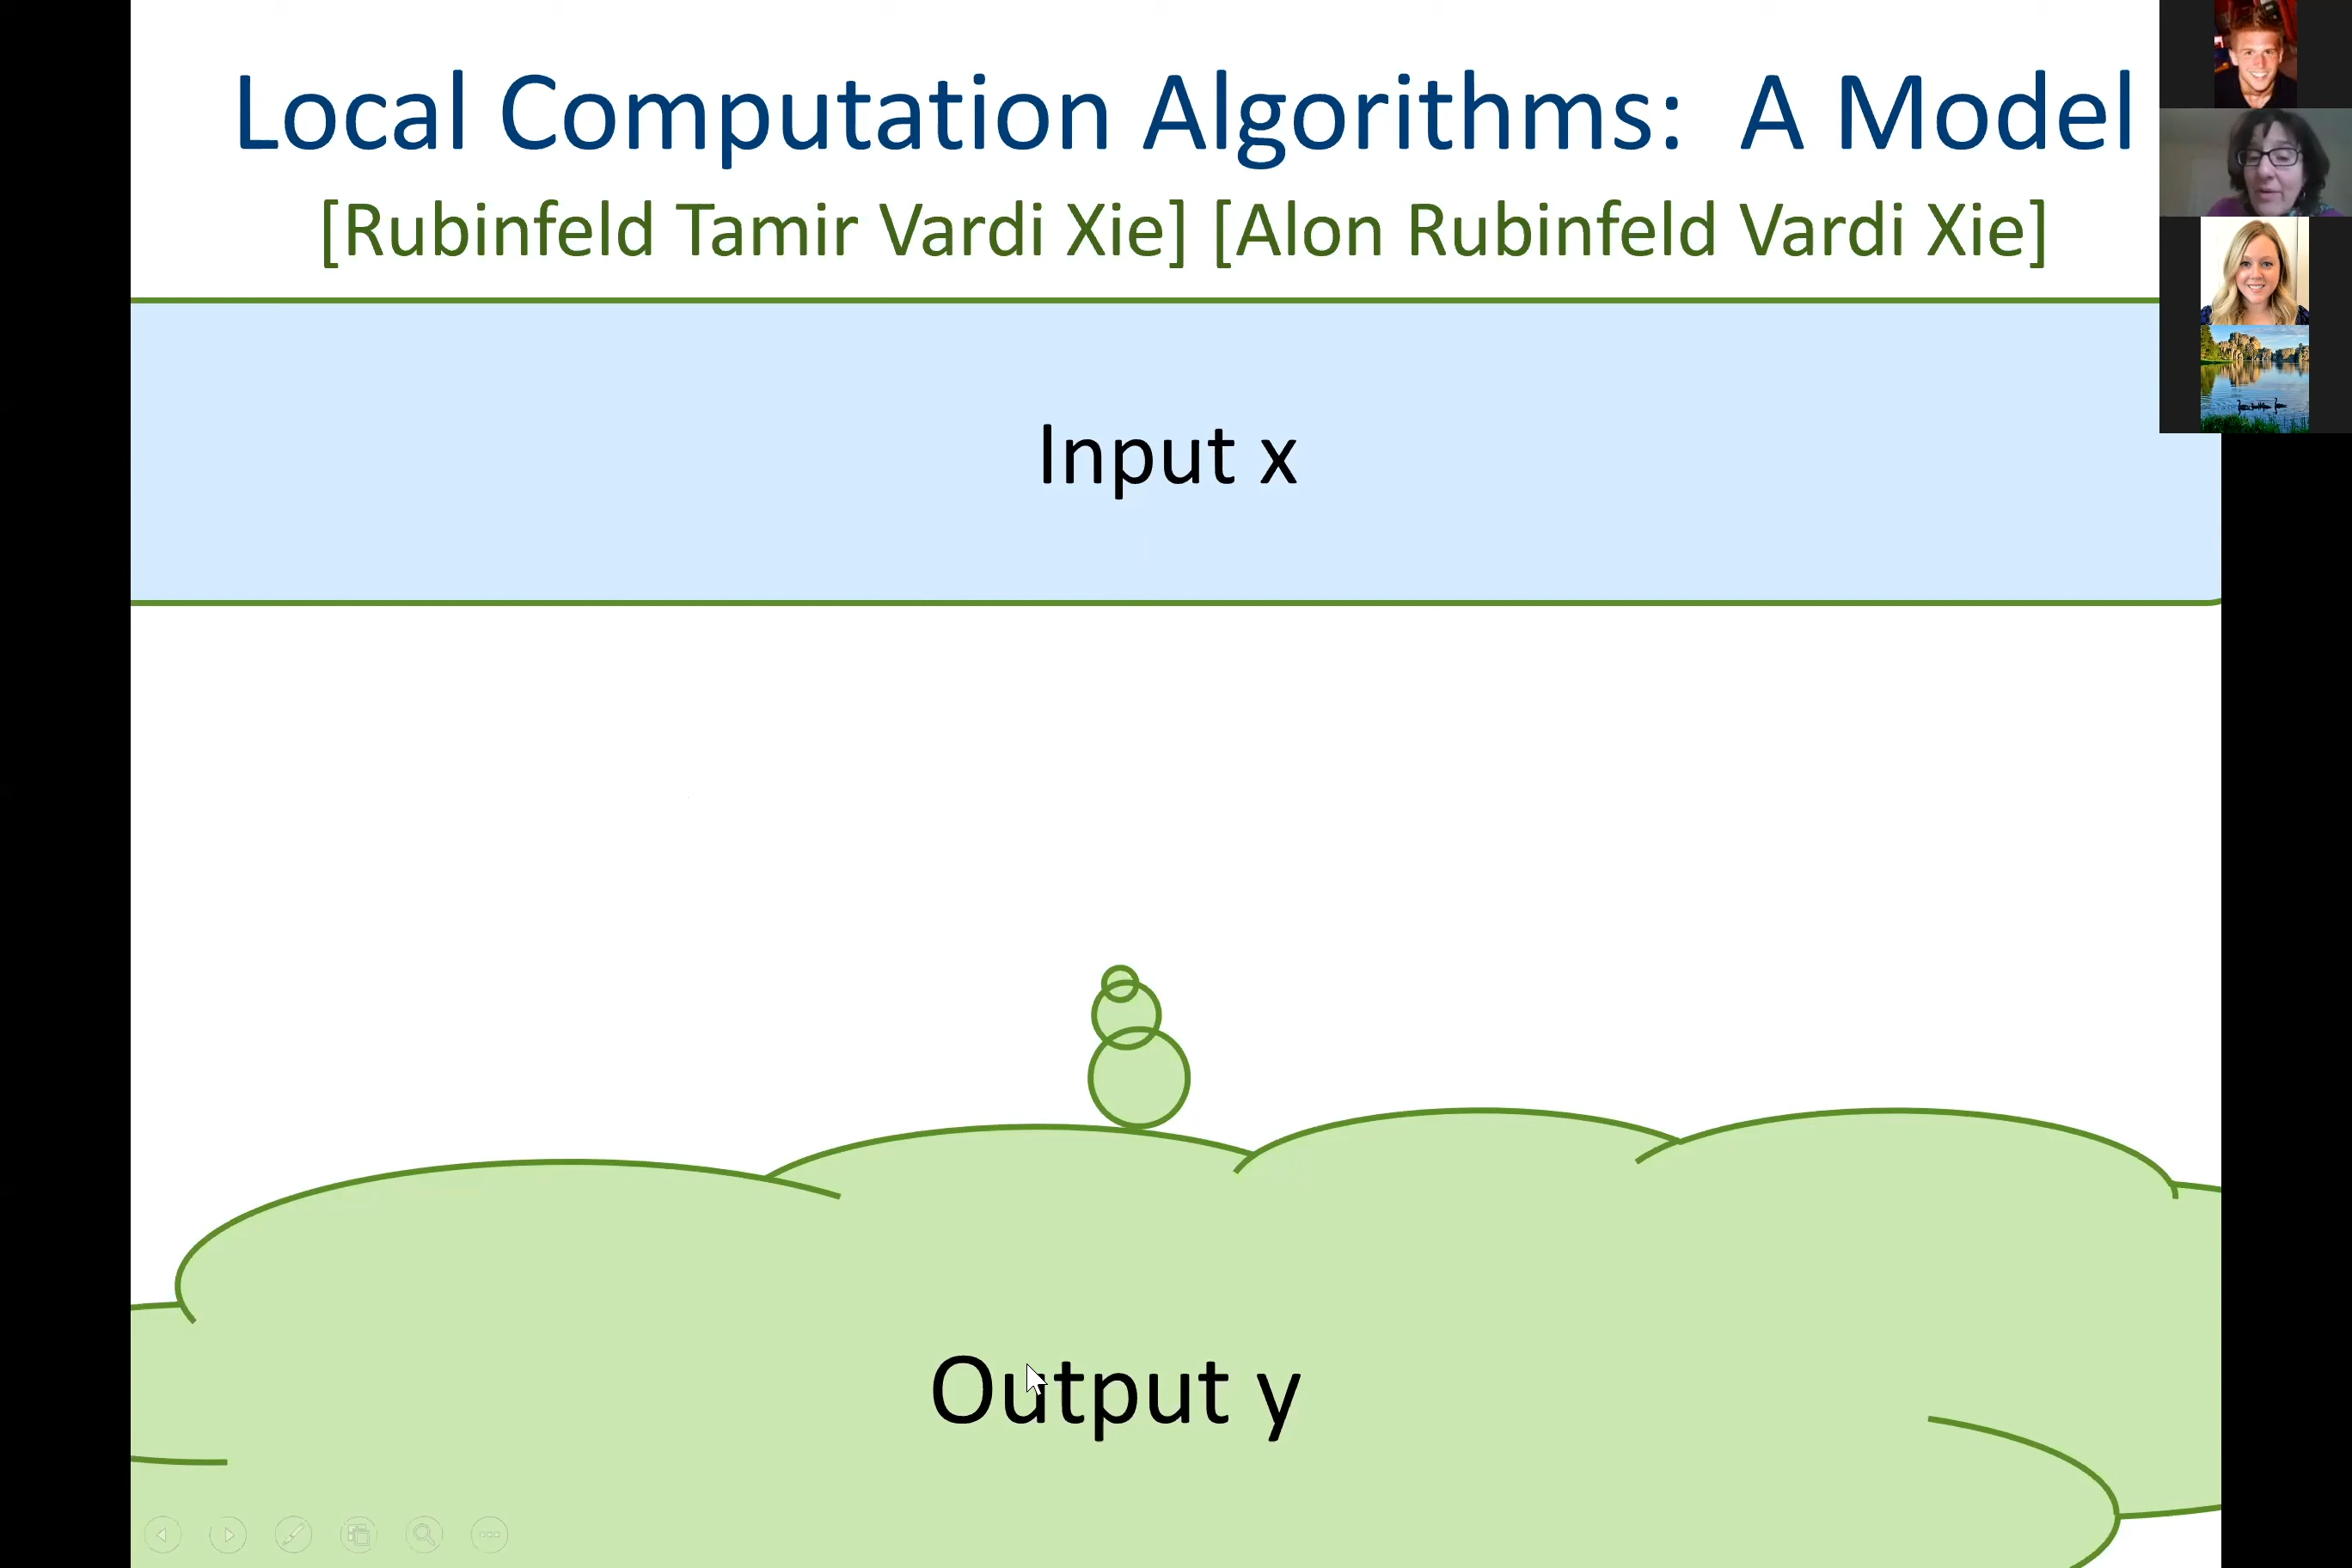 Local Computation Algorithms: A Model
[Rubinfeld Tamir Vardi Xie] [Alon Rubinfeld Vardi Xie]
Input x
Output y